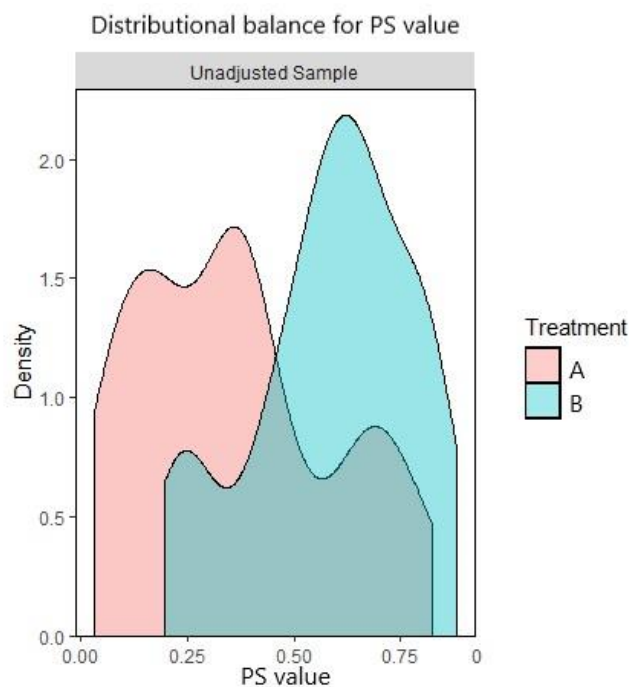 Distributional balance for PS value
Unadjusted Sample
2.0
1.5
1.0
0.5
0.0
Density
0.00 0.25 0.50 0.75 0
PS value
Treatment
A
B